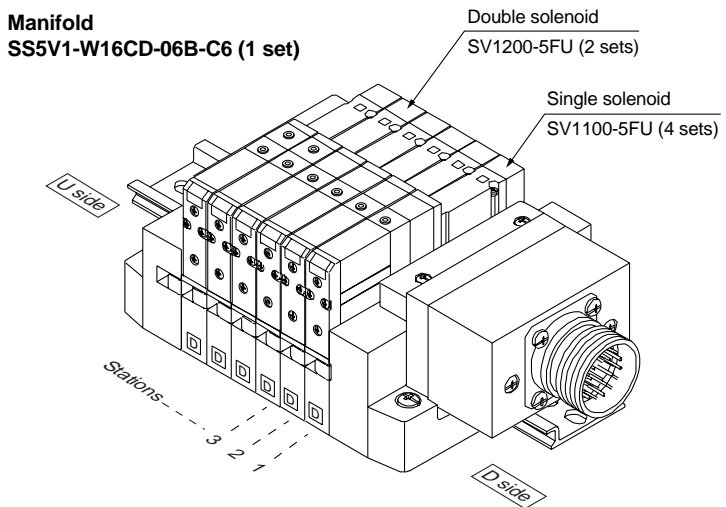 Manifold
SS5V1-W16CD-06B-C6 (1 set)
Double solenoid
SV1200-5FU (2 sets)
Single solenoid
SV1100-5FU (4 sets)
U side
D
D
D
D
D
D
Stations
3
2
1
D side